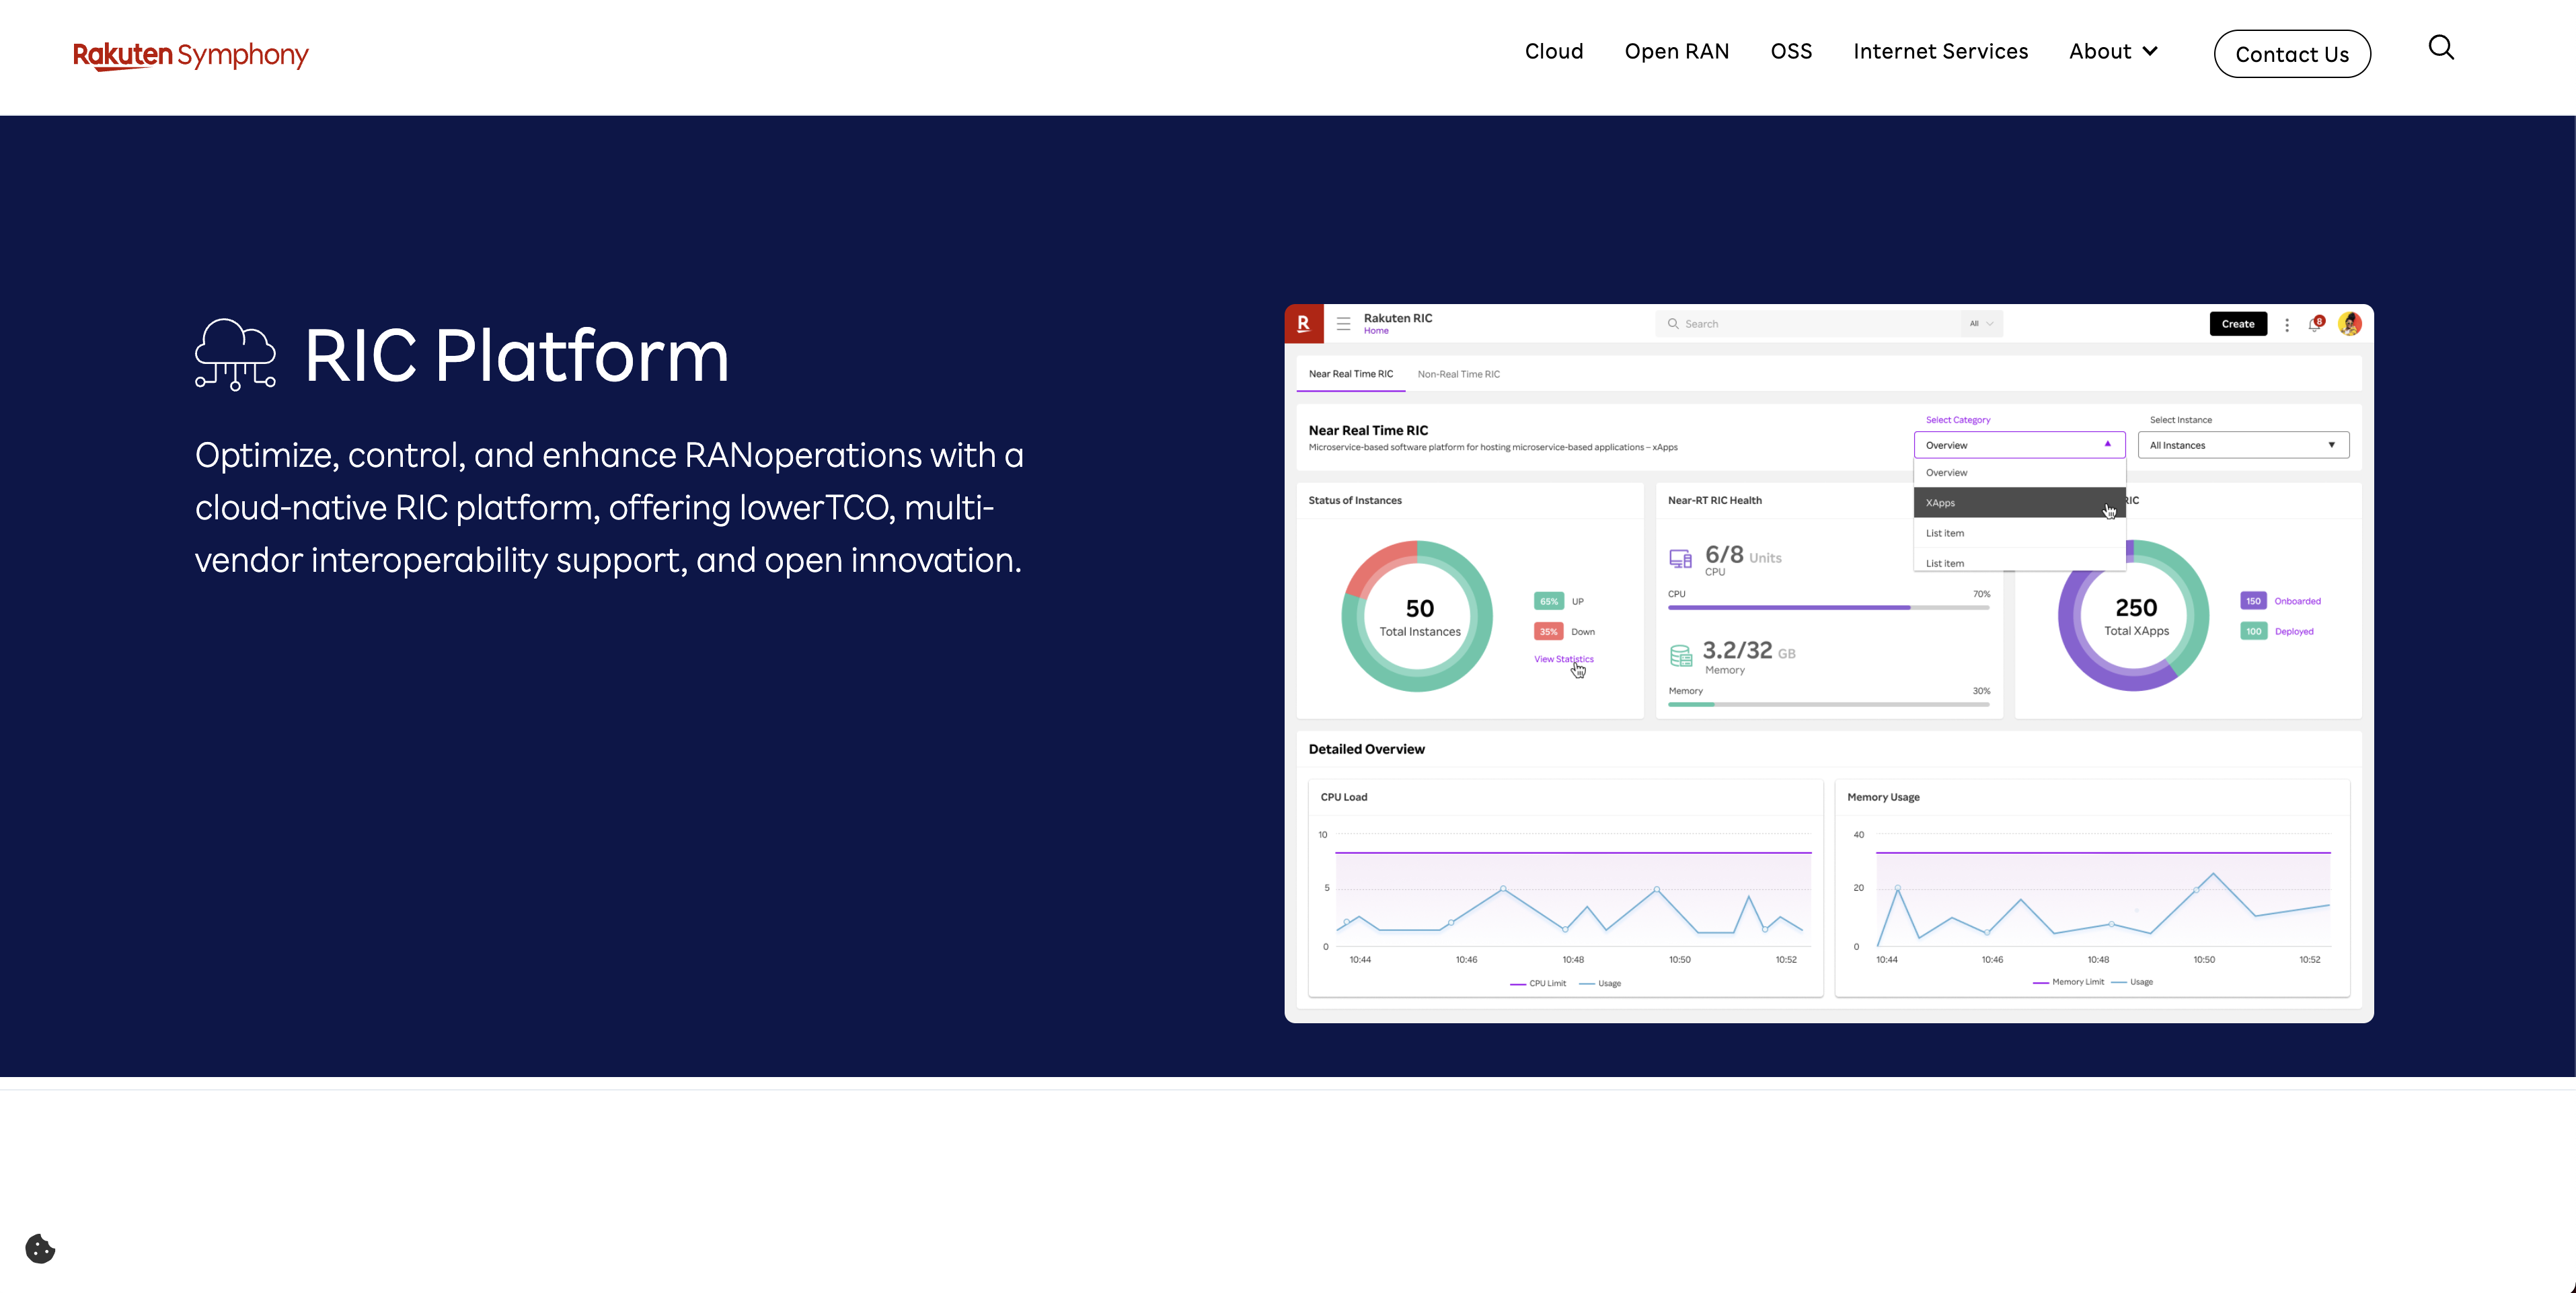 Rakuten Symphony
Cloud
Open RAN
OSS
Internet Services
About
Contact Us
RIC Platform
Optimize, control, and enhance RANoperations with a
cloud-native RIC platform, offering lowerTCO, multi-
vendor interoperability support, and open innovation.
R
Rakuten RIC
Home
Search
All
Create
8
Near Real Time RIC
Non-Real Time RIC
Near Real Time RIC
Microservice-based software platform for hosting microservice-based applications – xApps
Select Category
Overview
Select Instance
All Instances
Overview
XApps
List item
List item
Status of Instances
50
Total Instances
65% UP
35% Down
View Statistics
Near-RT RIC Health
6/8 Units
CPU
CPU 70%
3.2/32 GB
Memory
Memory 30%
RIC
250
Total XApps
150 Onboarded
100 Deployed
Detailed Overview
CPU Load
10
5
0
10:44 10:46 10:48 10:50 10:52
CPU Limit Usage
Memory Usage
40
20
0
10:44 10:46 10:48 10:50 10:52
Memory Limit Usage